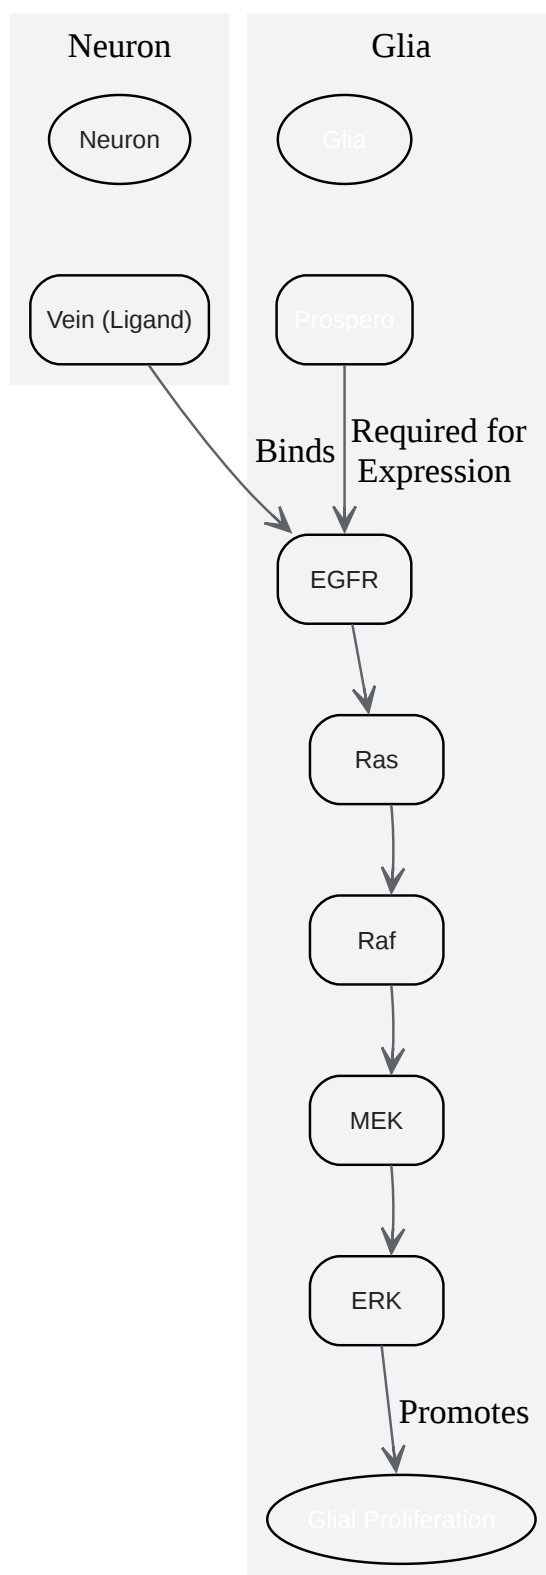 Neuron
Glia
Neuron
Glia
Vein (Ligand)
Prospero
Binds
Required for
Expression
EGFR
Ras
Raf
MEK
ERK
Promotes
Glial Proliferation